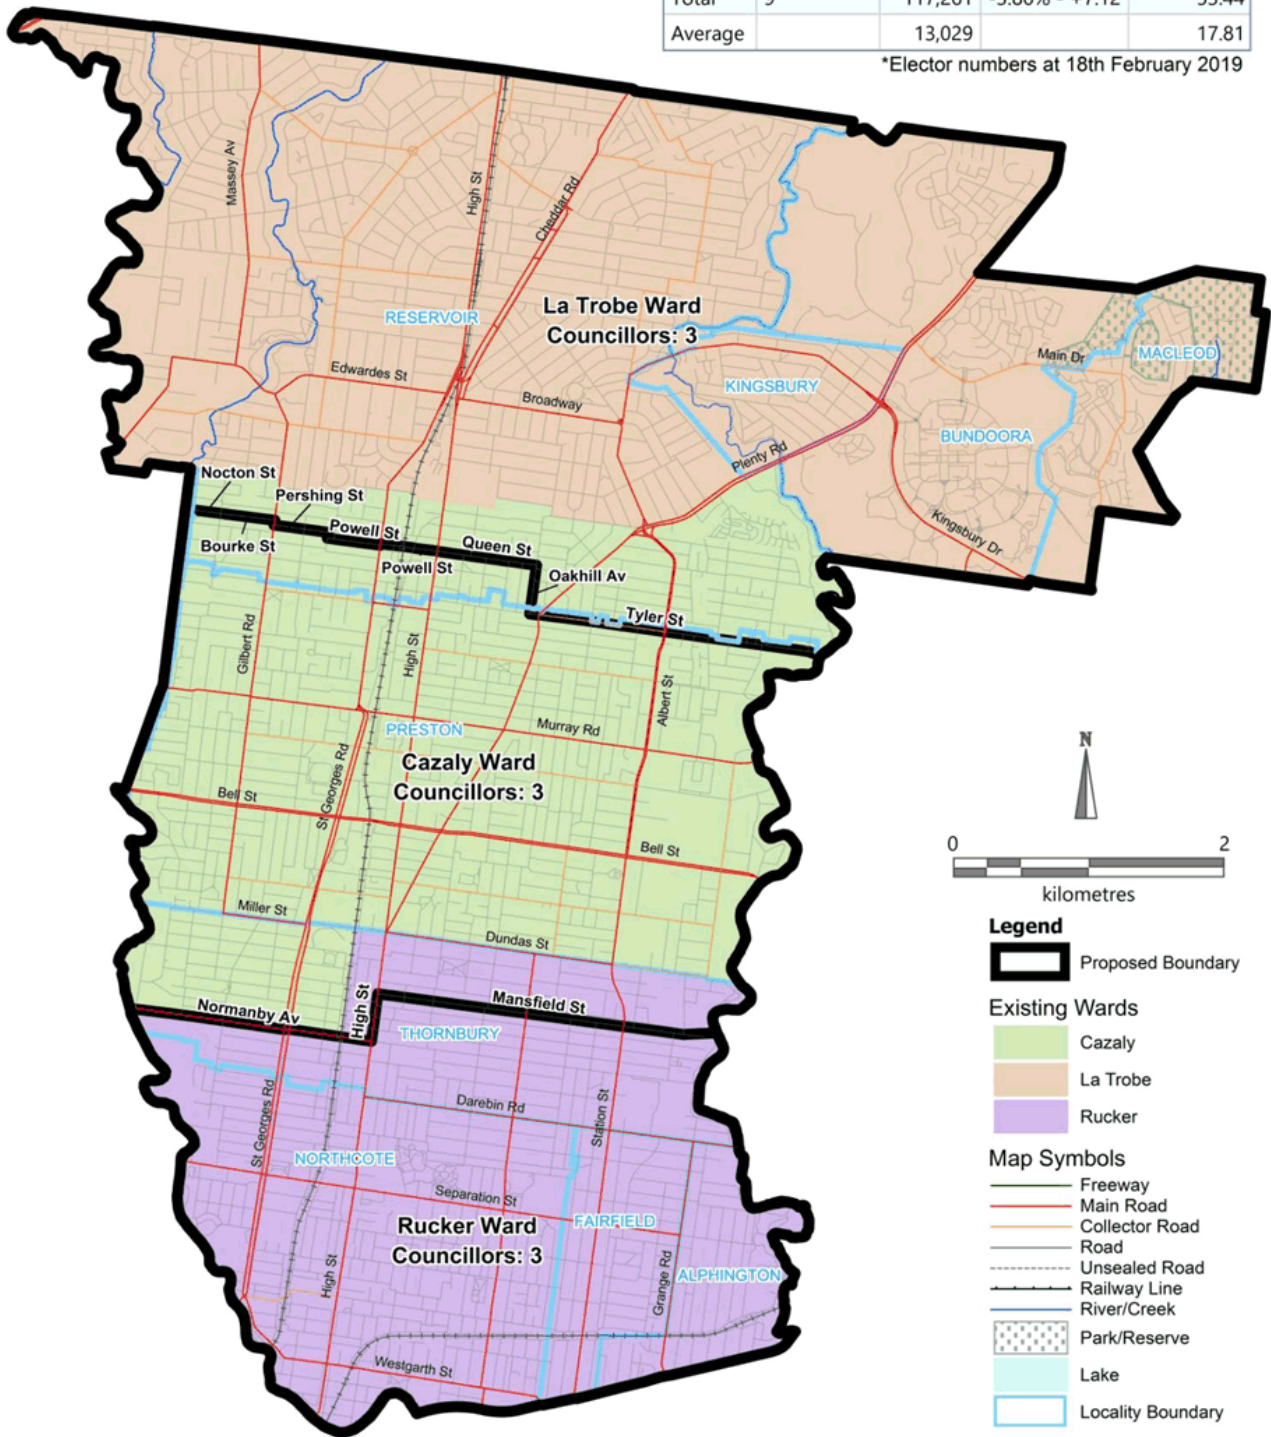 Average 13,029 17.81
*Elector numbers at 18th February 2019
Massey Av
High St
Cheddar Rd
La Trobe Ward
Councillors: 3
RESERVOIR
Main Dr
MACLEOD
Edwardes St
KINGSBURY
Broadway
BUNDOORA
Plenty Rd
Nocton St
Pershing St
Kingsbury Dr
Powell St
Queen St
Bourke St
Powell St
Oakhill Av
Tyler St
Gilbert Rd
High St
Albert St
PRESTON
Murray Rd
N
Cazaly Ward
Councillors: 3
St Georges Rd
Bell St
Bell St
0 2
kilometres
Miller St
Dundas St
Legend
Proposed Boundary
Normanby Av
High St
Mansfield St
Existing Wards
THORNBURY
Cazaly
La Trobe
Rucker
St Georges Rd
Darebin Rd
Station St
NORTHCOTE
Map Symbols
Freeway
Main Road
Collector Road
Road
Unsealed Road
Railway Line
River/Creek
Park/Reserve
Lake
Locality Boundary
Separation St
Rucker Ward
Councillors: 3
FAIRFIELD
High St
Grange Rd
ALPHINGTON
Westgarth St